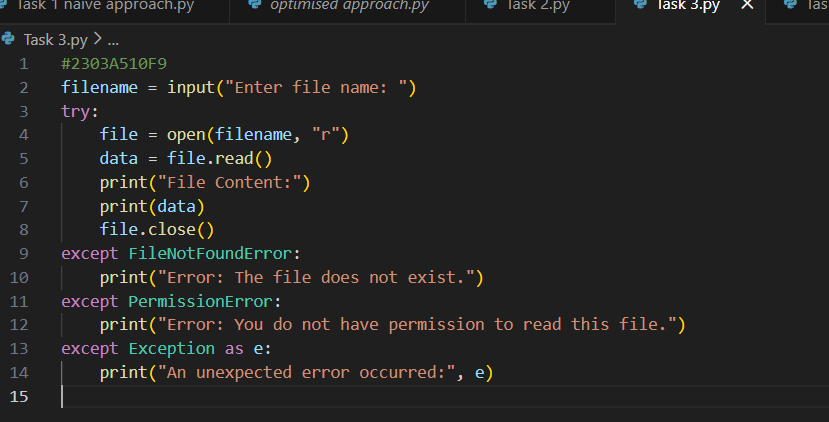 Task 1 naive approach.py optimised approach.py Task 2.py Task 3.py Tas
Task 3.py > ...
1 #2303A510F9
2 filename = input("Enter file name: ")
3 try:
4     file = open(filename, "r")
5     data = file.read()
6     print("File Content:")
7     print(data)
8     file.close()
9 except FileNotFoundError:
10     print("Error: The file does not exist.")
11 except PermissionError:
12     print("Error: You do not have permission to read this file.")
13 except Exception as e:
14     print("An unexpected error occurred:", e)
15